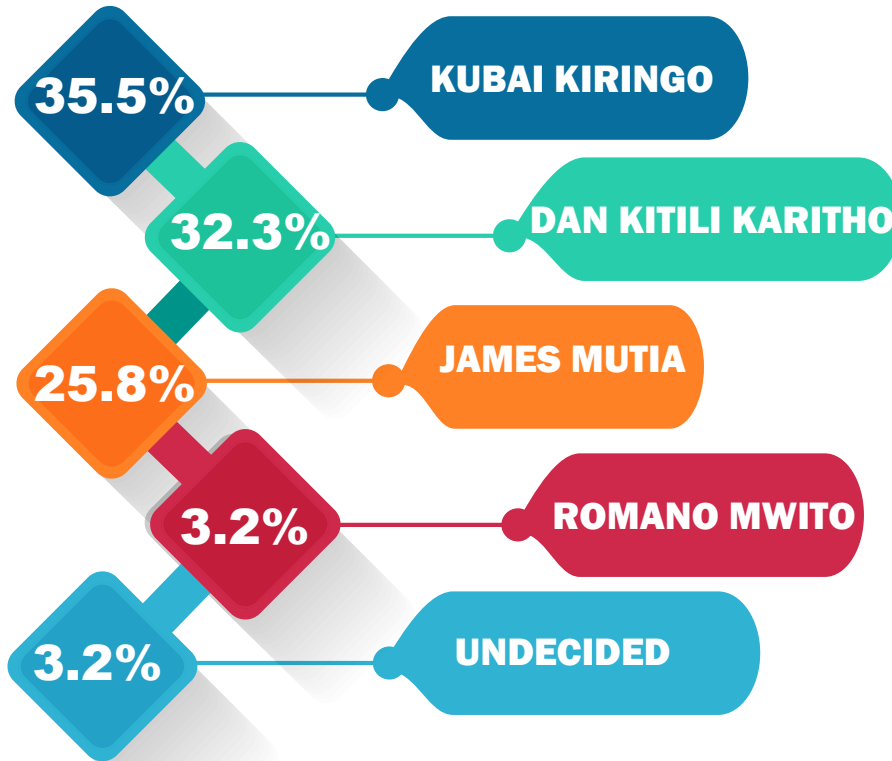 35.5%
KUBAI KIRINGO
32.3%
DAN KITILI KARITHO
25.8%
JAMES MUTIA
3.2%
ROMANO MWITO
3.2%
UNDECIDED